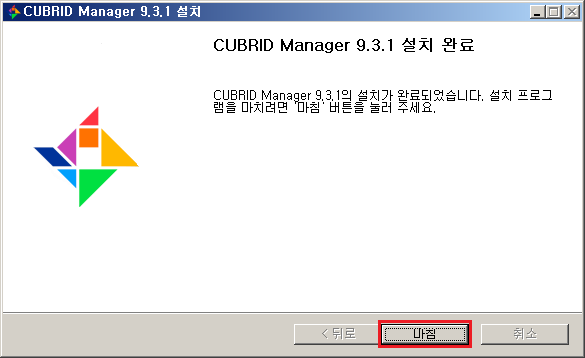 CUBRID Manager 9.3.1 설치
CUBRID Manager 9.3.1 설치 완료
CUBRID Manager 9.3.1의 설치가 완료되었습니다. 설치 프로그
램을 마치려면 '마침' 버튼을 눌러 주세요.
< 뒤로
마침
취소